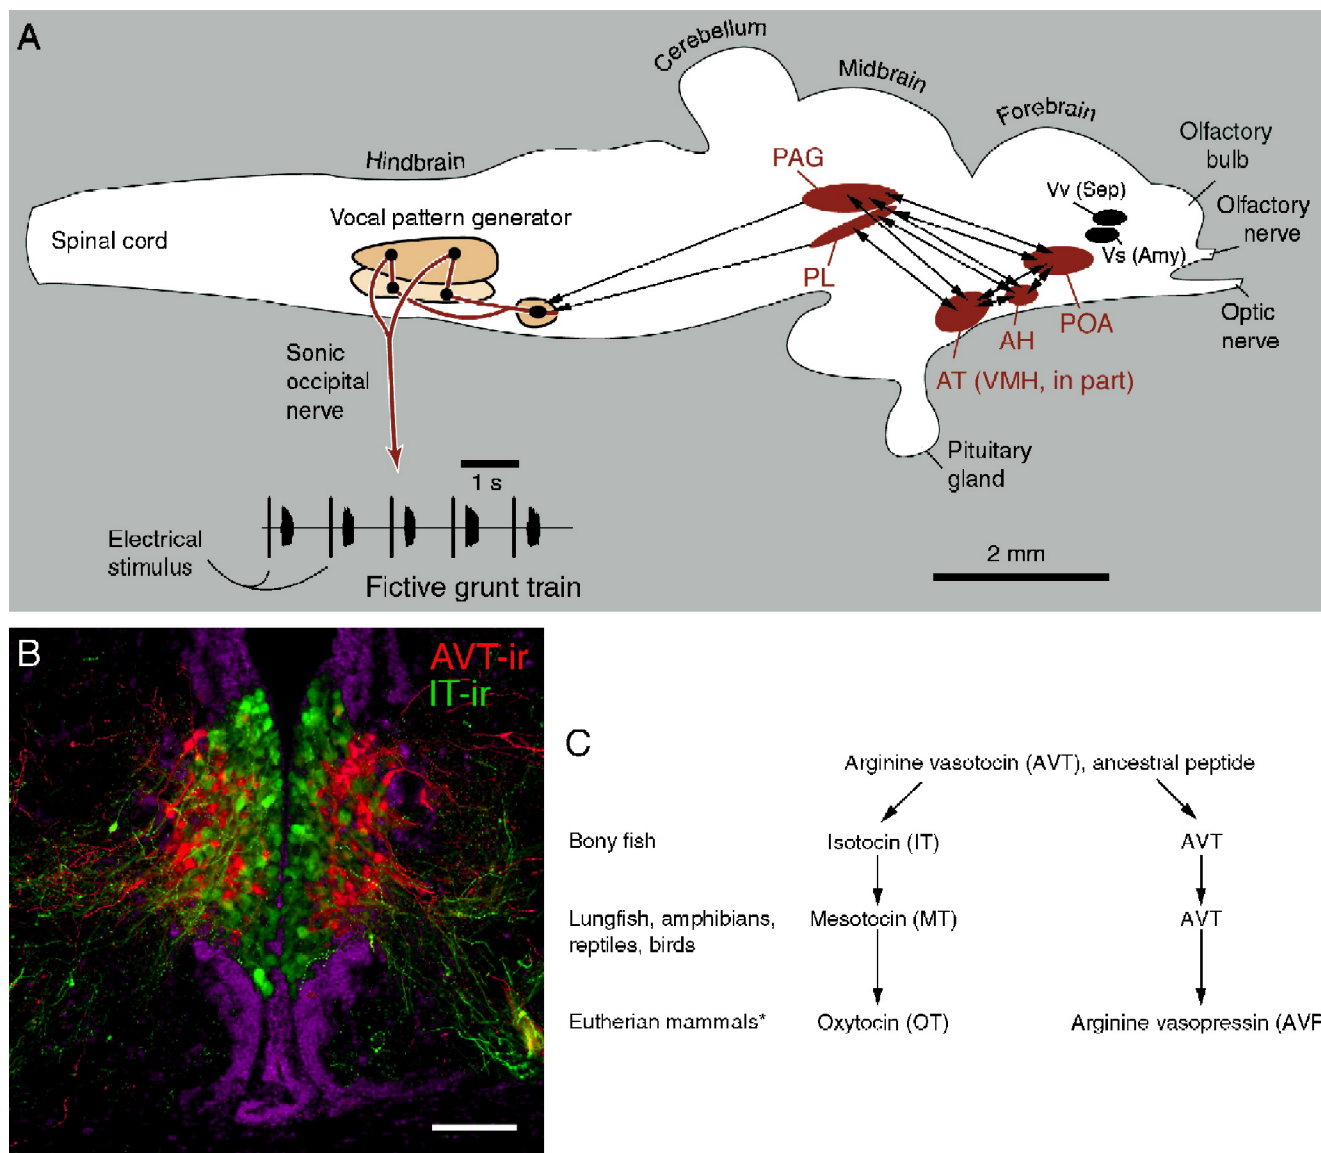 A
Cerebellum
Midbrain
Forebrain
Hindbrain
Olfactory
bulb
PAG
Vv (Sep)
Olfactory
nerve
Vocal pattern generator
Spinal cord
Vs (Amy)
PL
POA
Optic
nerve
AH
Sonic
occipital
nerve
AT (VMH, in part)
Pituitary
gland
1 s
Electrical
stimulus
Fictive grunt train
2 mm
B
AVT-ir
IT-ir
C
Arginine vasotocin (AVT), ancestral peptide
Bony fish
Isotocin (IT)
AVT
Lungfish, amphibians,
reptiles, birds
Mesotocin (MT)
AVT
Eutherian mammals*
Oxytocin (OT)
Arginine vasopressin (AVP